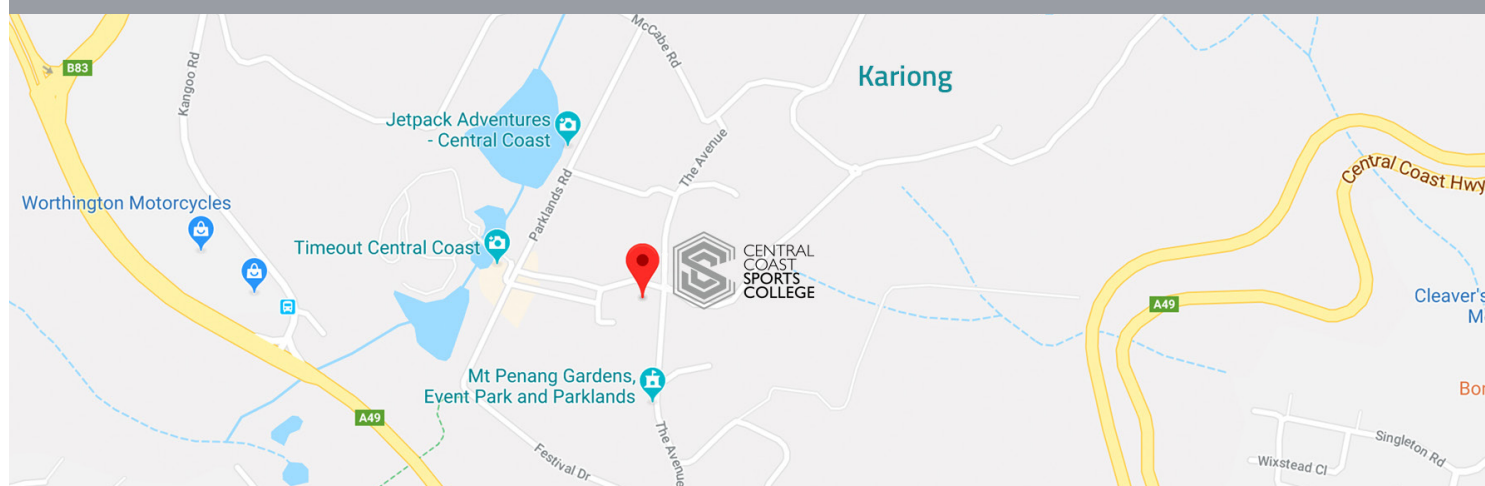 B83
Kangoo Rd
McCabe Rd
Kariong
Jetpack Adventures
- Central Coast
The Avenue
Central Coast Hwy
Parklands Rd
Worthington Motorcycles
Timeout Central Coast
CENTRAL
COAST
SPORTS
COLLEGE
A49
Cleaver's
M
Mt Penang Gardens,
Event Park and Parklands
Bor
A49
The Avenue
Festival Dr
Singleton Rd
Wixstead Cl